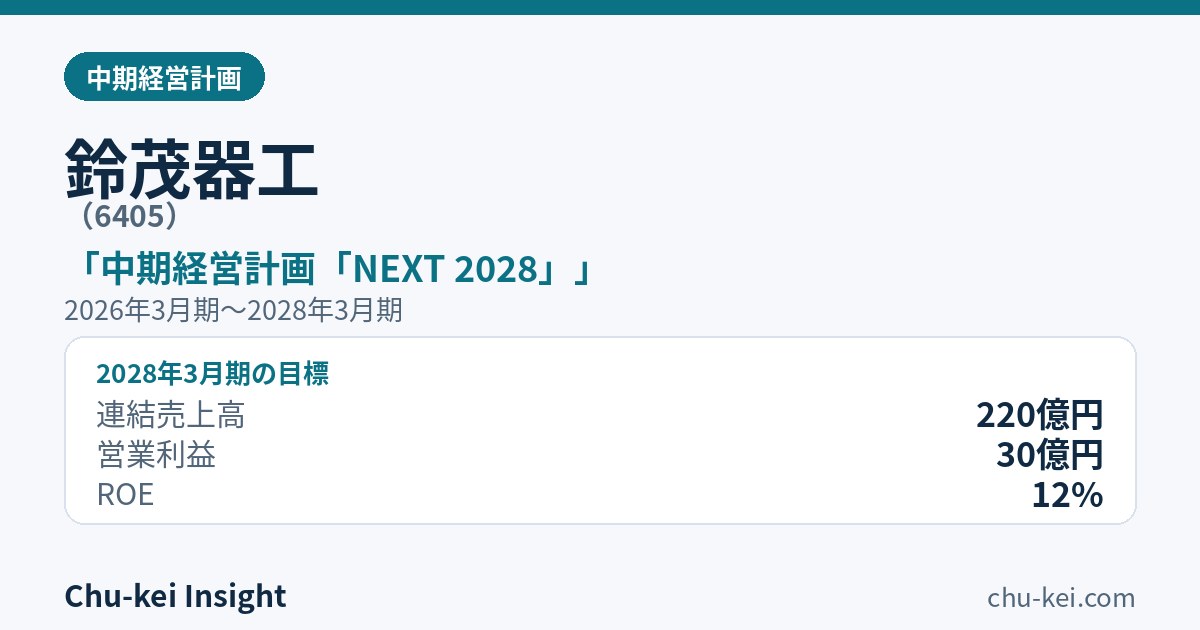 中期経営計画
鈴茂器工
（6405）
「中期経営計画「NEXT 2028」」
2026年3月期～2028年3月期
2028年3月期の目標
連結売上高 220億円
営業利益 30億円
ROE 12%
Chu-kei Insight chu-kei.com